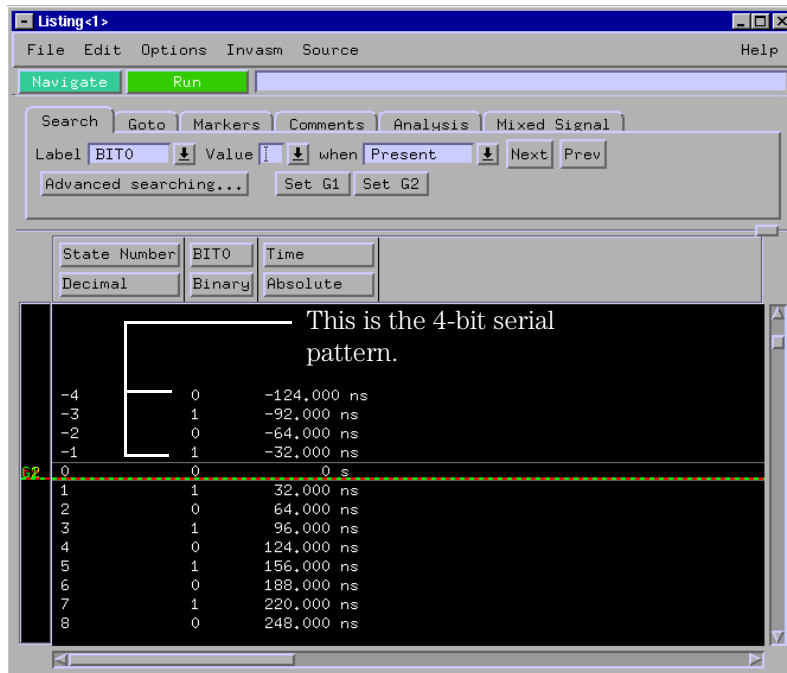 Listing<1>
File Edit Options Invasm Source Help
Navigate Run
Search Goto Markers Comments Analysis Mixed Signal
Label BIT0 Value when Present Next Prev
Advanced searching... Set G1 Set G2
State Number BIT0 Time
Decimal Binary Absolute
This is the 4-bit serial
pattern.
-4 0 -124.000 ns
-3 1 -92.000 ns
-2 0 -64.000 ns
-1 1 -32.000 ns
G2 0 0 0 s
1 1 32.000 ns
2 0 64.000 ns
3 1 96.000 ns
4 0 124.000 ns
5 1 156.000 ns
6 0 188.000 ns
7 1 220.000 ns
8 0 248.000 ns